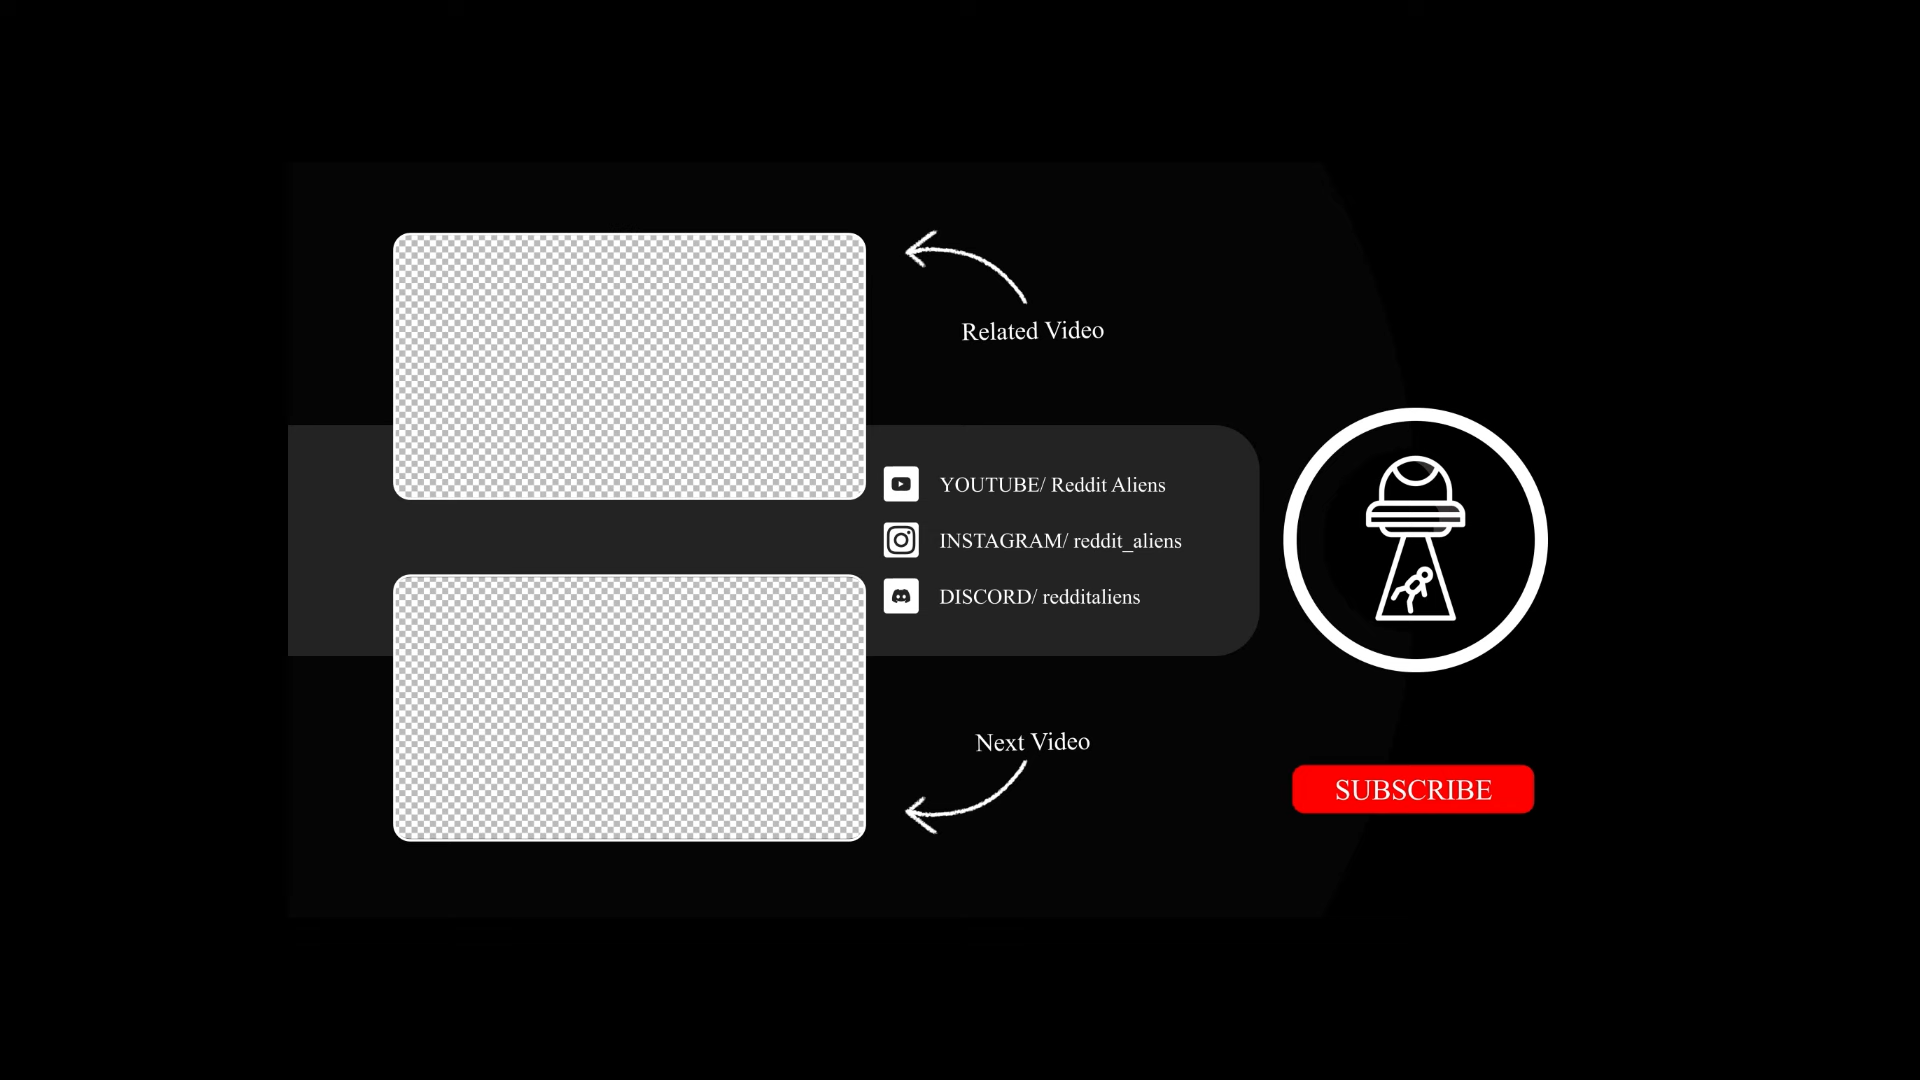 Related Video
YOUTUBE/ Reddit Aliens
INSTAGRAM/ reddit_aliens
DISCORD/ redditaliens
Next Video
SUBSCRIBE